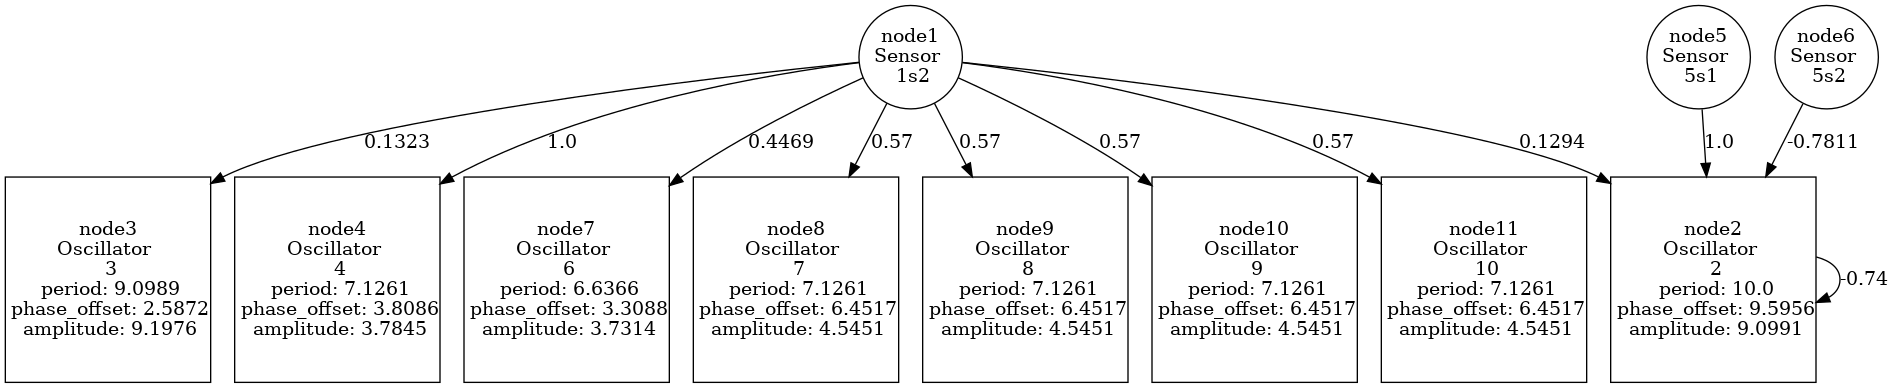 node1
Sensor
1s2
node5
Sensor
5s1
node6
Sensor
5s2
0.1323
1.0
0.4469
0.57
0.57
0.57
0.57
0.1294
1.0
-0.7811
node3
Oscillator
3
period: 9.0989
phase_offset: 2.5872
amplitude: 9.1976
node4
Oscillator
4
period: 7.1261
phase_offset: 3.8086
amplitude: 3.7845
node7
Oscillator
6
period: 6.6366
phase_offset: 3.3088
amplitude: 3.7314
node8
Oscillator
7
period: 7.1261
phase_offset: 6.4517
amplitude: 4.5451
node9
Oscillator
8
period: 7.1261
phase_offset: 6.4517
amplitude: 4.5451
node10
Oscillator
9
period: 7.1261
phase_offset: 6.4517
amplitude: 4.5451
node11
Oscillator
10
period: 7.1261
phase_offset: 6.4517
amplitude: 4.5451
node2
Oscillator
2
period: 10.0
phase_offset: 9.5956
amplitude: 9.0991
-0.74